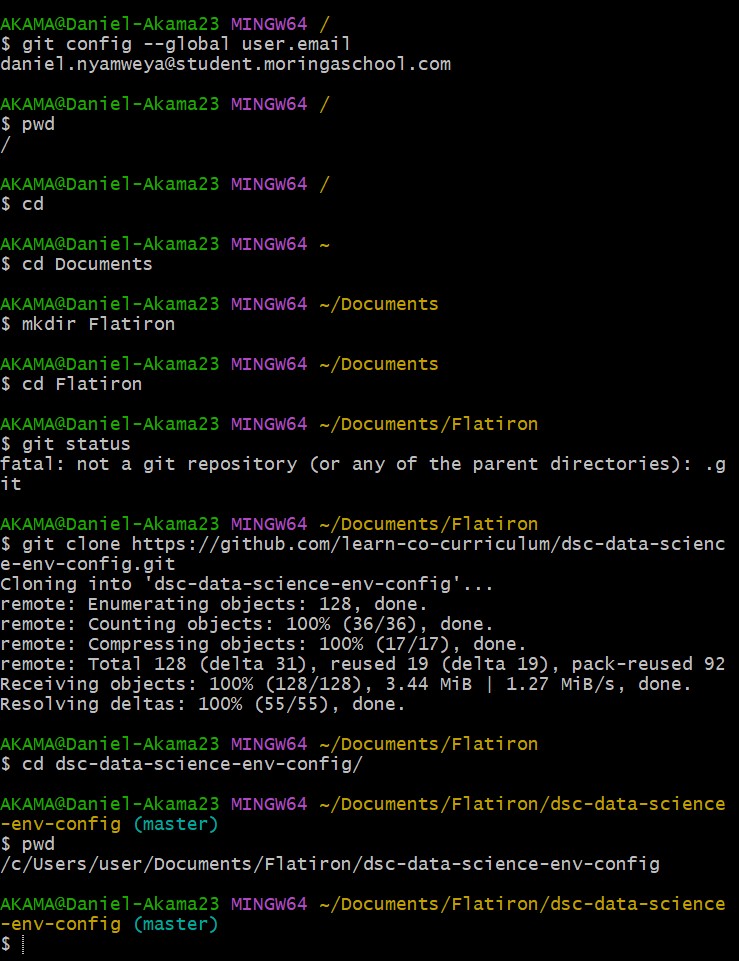 AKAMA@Daniel-Akama23 MINGW64 /
$ git config --global user.email
daniel.nyamweya@student.moringaschool.com
AKAMA@Daniel-Akama23 MINGW64 /
$ pwd
/
AKAMA@Daniel-Akama23 MINGW64 /
$ cd
AKAMA@Daniel-Akama23 MINGW64 ~
$ cd Documents
AKAMA@Daniel-Akama23 MINGW64 ~/Documents
$ mkdir Flatiron
AKAMA@Daniel-Akama23 MINGW64 ~/Documents
$ cd Flatiron
AKAMA@Daniel-Akama23 MINGW64 ~/Documents/Flatiron
$ git status
fatal: not a git repository (or any of the parent directories): .g
it
AKAMA@Daniel-Akama23 MINGW64 ~/Documents/Flatiron
$ git clone https://github.com/learn-co-curriculum/dsc-data-scienc
e-env-config.git
Cloning into 'dsc-data-science-env-config'...
remote: Enumerating objects: 128, done.
remote: Counting objects: 100% (36/36), done.
remote: Compressing objects: 100% (17/17), done.
remote: Total 128 (delta 31), reused 19 (delta 19), pack-reused 92
Receiving objects: 100% (128/128), 3.44 MiB | 1.27 MiB/s, done.
Resolving deltas: 100% (55/55), done.
AKAMA@Daniel-Akama23 MINGW64 ~/Documents/Flatiron
$ cd dsc-data-science-env-config/
AKAMA@Daniel-Akama23 MINGW64 ~/Documents/Flatiron/dsc-data-science
-env-config (master)
$ pwd
/c/Users/user/Documents/Flatiron/dsc-data-science-env-config
AKAMA@Daniel-Akama23 MINGW64 ~/Documents/Flatiron/dsc-data-science
-env-config (master)
$